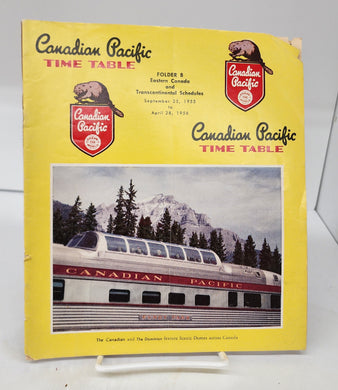 Canadian Pacific
TIME TABLE
FOLDER B
Eastern Canada
and
Transcontinental Schedules
September 25, 1955
to
April 28, 1956
Canadian
Pacific
Canadian
Pacific
Canadian Pacific
TIME TABLE
CANADIAN PACIFIC
The Canadian and The Dominion feature Scenic Domes across Canada